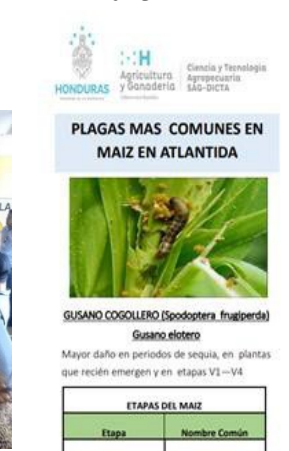 HONDURAS
H
Agricultura
y Ganadería
Ciencia y Tecnología
Agropecuaria
SAG-DICTA
PLAGAS MAS COMUNES EN
MAIZ EN ATLANTIDA
GUSANO COGOLLERO (Spodoptera frugiperda)
Gusano elotero
Mayor daño en periodos de sequia, en plantas
que recién emergen y en etapas V1—V4
ETAPAS DEL MAIZ
Etapa Nombre Común